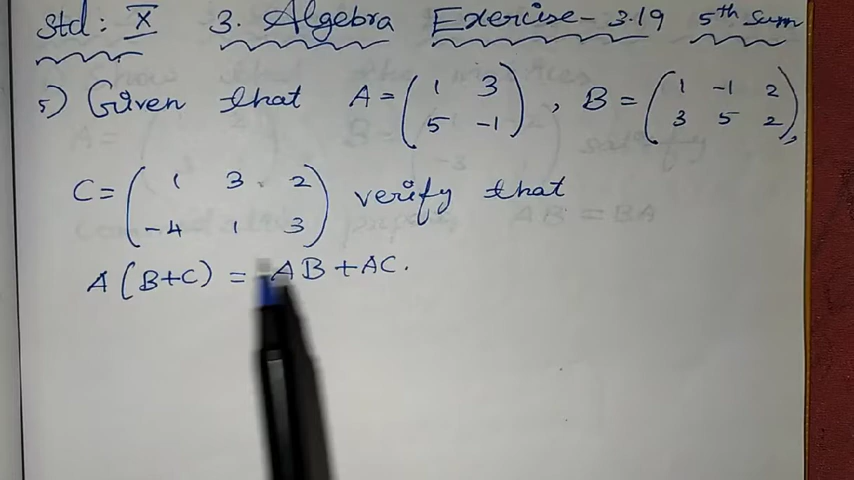 Std: X 3. Algebra Exercise- 3.19 5th Sum
5) Given that A = ( 1 3 5 -1 ), B = ( 1 -1 2 3 5 2 ),
C = ( 1 3 2 -4 1 3 ) verify that
A (B+C) = AB + AC.